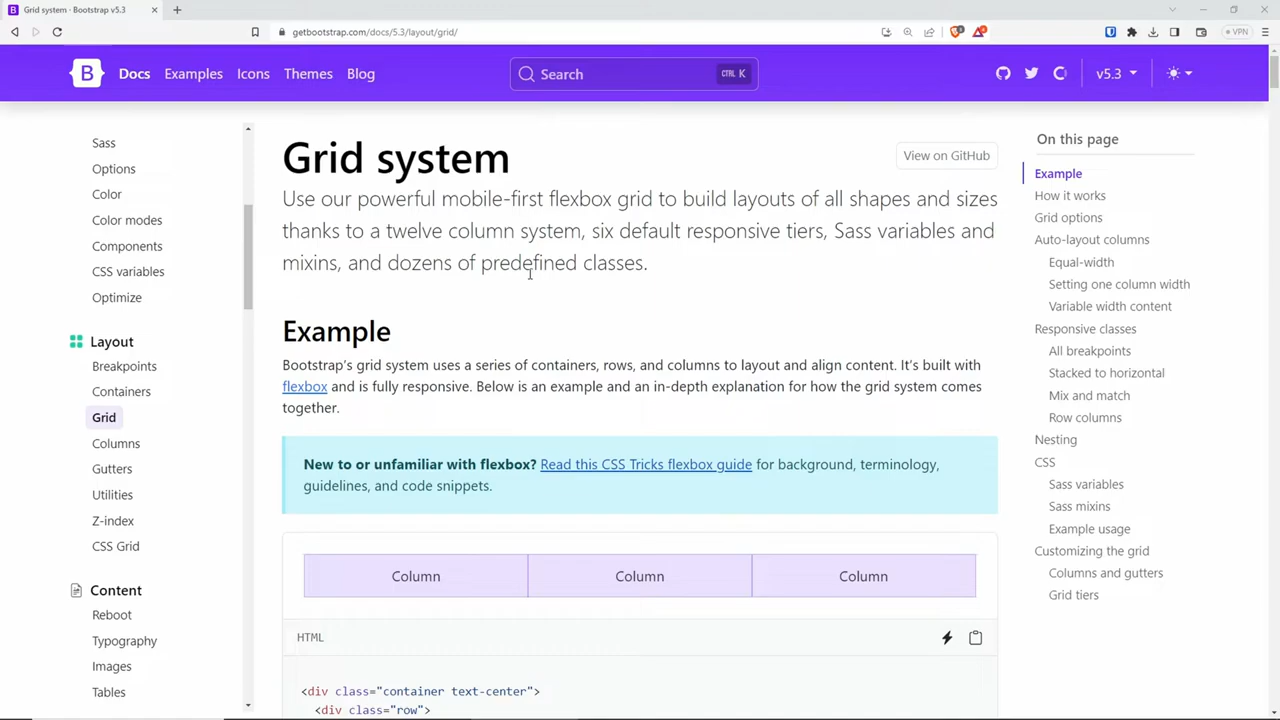 Grid system · Bootstrap v5.3
getbootstrap.com/docs/5.3/layout/grid/
VPN
B
Docs
Examples
Icons
Themes
Blog
Search
CTRL K
v5.3
Sass
Options
Color
Color modes
Components
CSS variables
Optimize
Layout
Breakpoints
Containers
Grid
Columns
Gutters
Utilities
Z-index
CSS Grid
Content
Reboot
Typography
Images
Tables
Grid system
View on GitHub
Use our powerful mobile-first flexbox grid to build layouts of all shapes and sizes
thanks to a twelve column system, six default responsive tiers, Sass variables and
mixins, and dozens of predefined classes.
Example
Bootstrap’s grid system uses a series of containers, rows, and columns to layout and align content. It’s built with
flexbox and is fully responsive. Below is an example and an in-depth explanation for how the grid system comes
together.
New to or unfamiliar with flexbox? Read this CSS Tricks flexbox guide for background, terminology,
guidelines, and code snippets.
Column
Column
Column
HTML
<div class="container text-center">
<div class="row">
On this page
Example
How it works
Grid options
Auto-layout columns
Equal-width
Setting one column width
Variable width content
Responsive classes
All breakpoints
Stacked to horizontal
Mix and match
Row columns
Nesting
CSS
Sass variables
Sass mixins
Example usage
Customizing the grid
Columns and gutters
Grid tiers